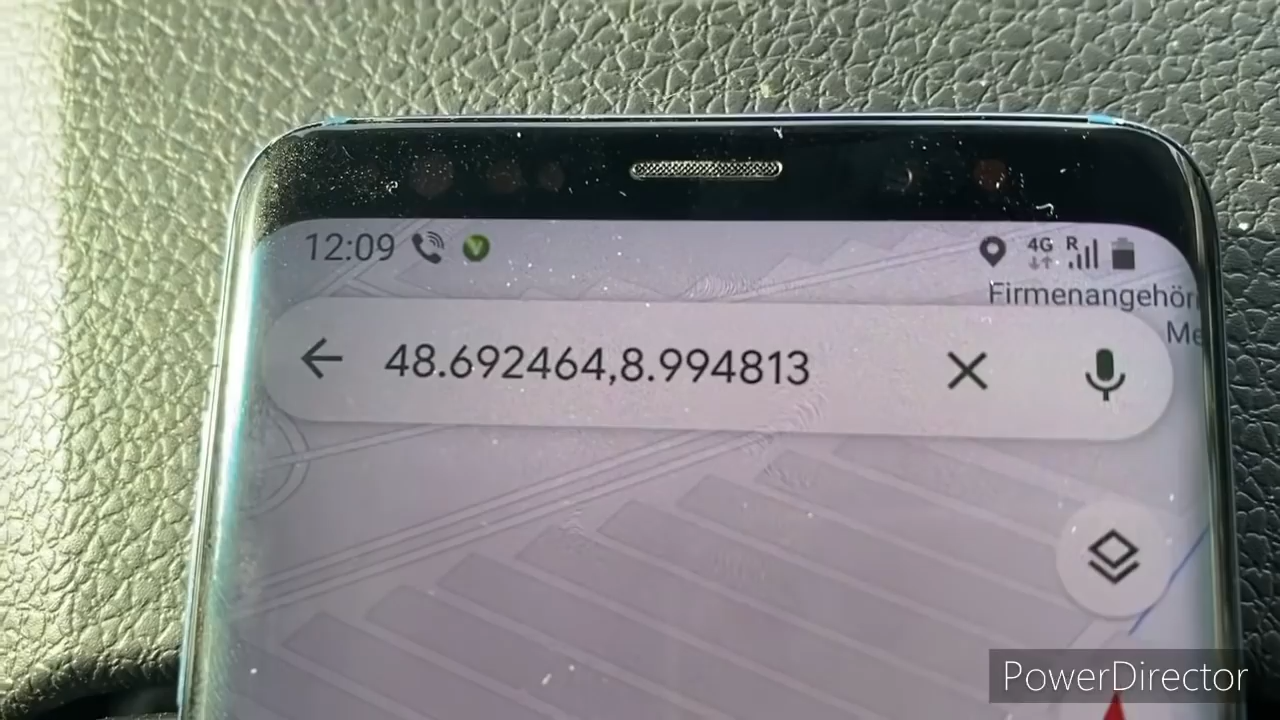 12:09
4G R
Firmenangehör
Me
48.692464,8.994813
PowerDirector